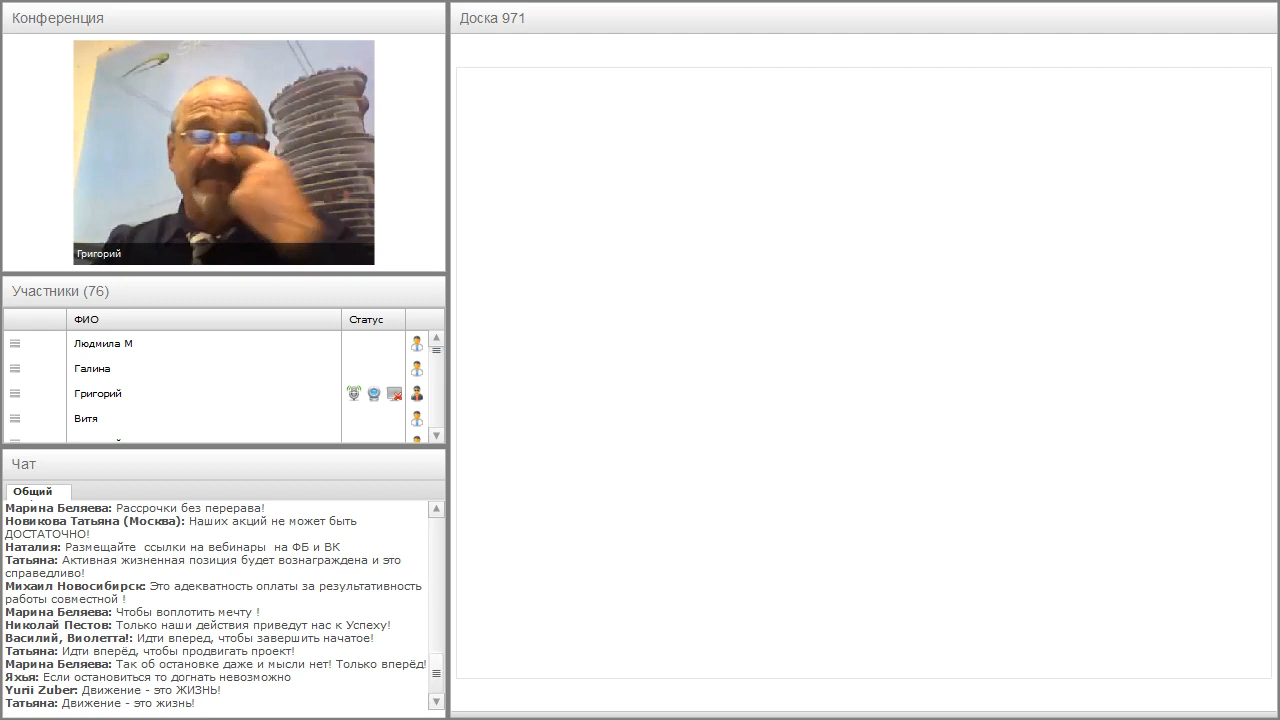 Конференция
Григорий
Участники (76)
ФИО
Статус
Людмила М
Галина
Григорий
Витя
Чат
Общий
Марина Беляева: Рассрочки без перерава!
Новикова Татьяна (Москва): Наших акций не может быть
ДОСТАТОЧНО!
Наталия: Размещайте ссылки на вебинары на ФБ и ВК
Татьяна: Активная жизненная позиция будет вознаграждена и это
справедливо!
Михаил Новосибирск: Это адекватность оплаты за результативность
работы совместной !
Марина Беляева: Чтобы воплотить мечту !
Николай Пестов: Только наши действия приведут нас к Успеху!
Василий, Виолетта!: Идти вперед, чтобы завершить начатое!
Татьяна: Идти вперёд, чтобы продвигать проект!
Марина Беляева: Так об остановке даже и мысли нет! Только вперёд!
Яхья: Если остановиться то догнать невозможно
Yurii Zuber: Движение - это ЖИЗНЬ!
Татьяна: Движение - это жизнь!
Доска 971